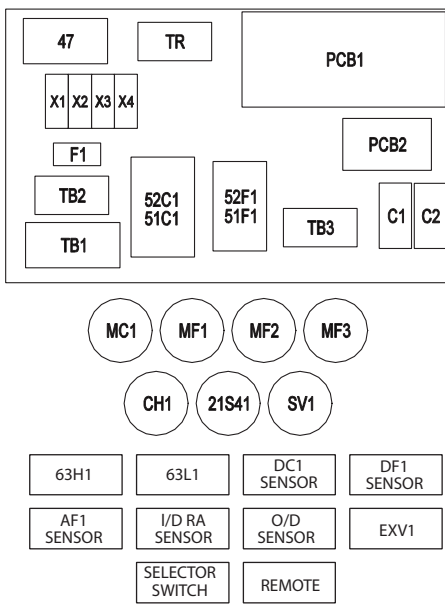 47
TR
PCB1
X1
X2
X3
X4
F1
PCB2
TB2
52C1
51C1
52F1
51F1
TB1
TB3
C1
C2
MC1
MF1
MF2
MF3
CH1
21S41
SV1
63H1
63L1
DC1
SENSOR
DF1
SENSOR
AF1
SENSOR
I/D RA
SENSOR
O/D
SENSOR
EXV1
SELECTOR
SWITCH
REMOTE